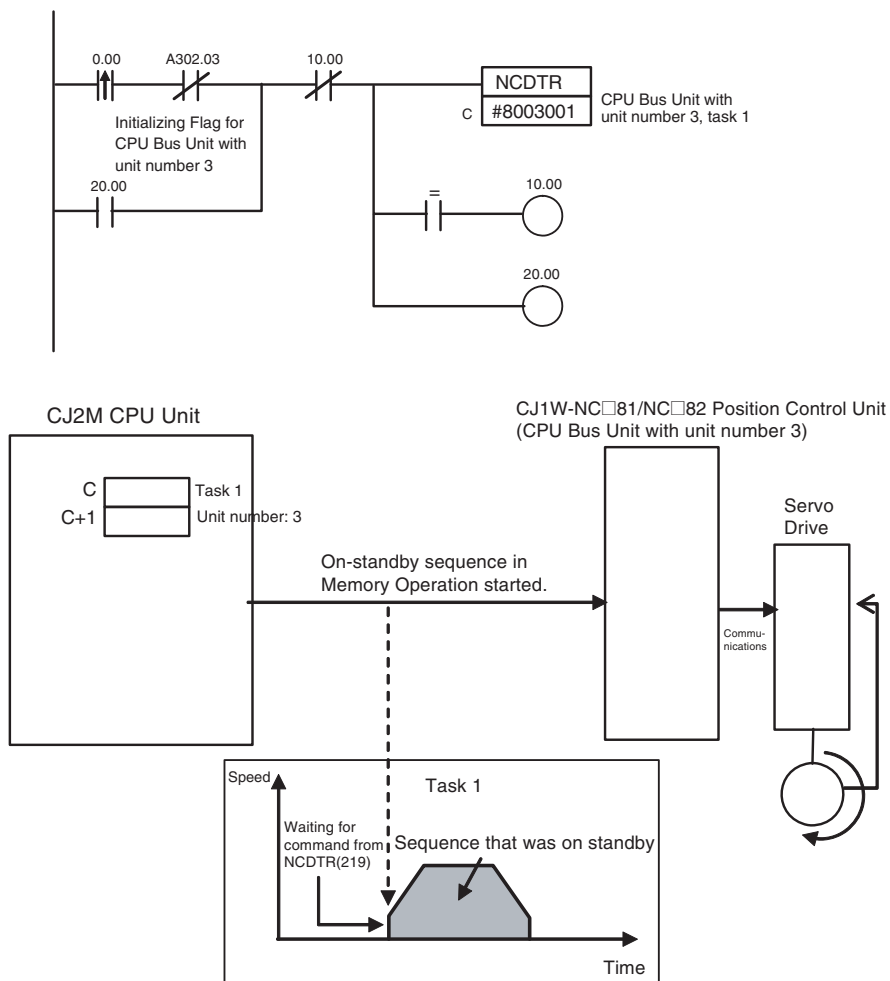 0.00
A302.03
10.00
NCDTR
C
#8003001
CPU Bus Unit with
unit number 3, task 1
Initializing Flag for
CPU Bus Unit with
unit number 3
20.00
=
10.00
20.00
CJ2M CPU Unit
CJ1W-NC□81/NC□82 Position Control Unit
(CPU Bus Unit with unit number 3)
C
Task 1
C+1
Unit number: 3
Servo
Drive
On-standby sequence in
Memory Operation started.
Commu-
nications
Speed
Task 1
Waiting for
command from
NCDTR(219)
Sequence that was on standby
Time